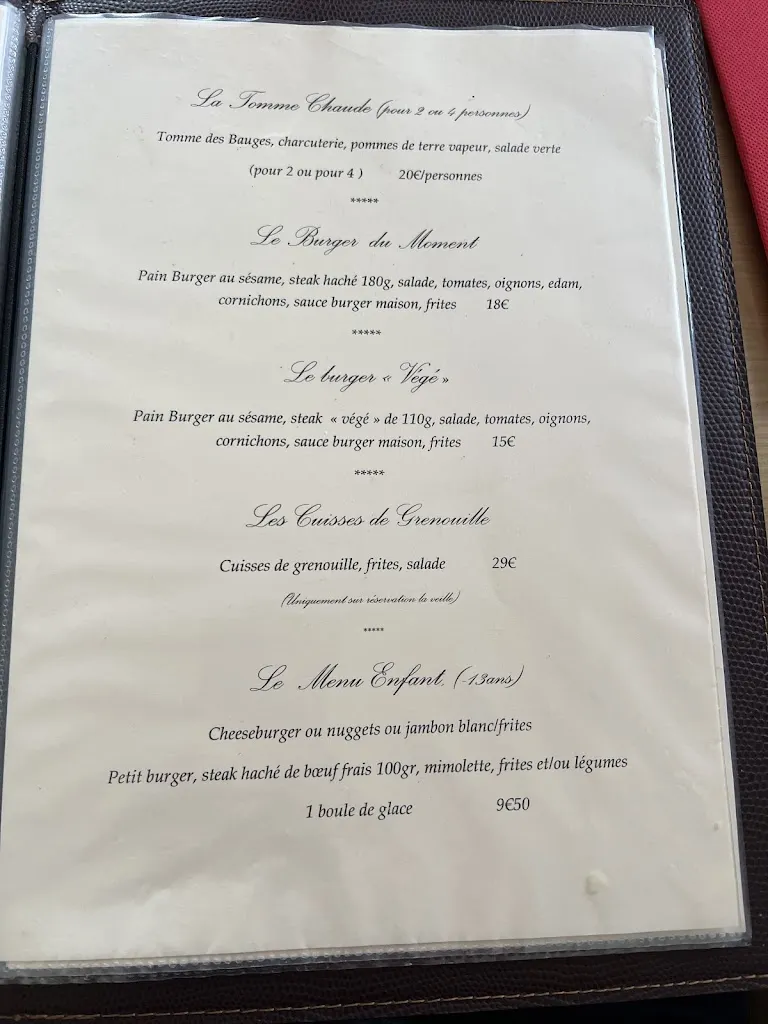 La Tomme Chaude (pour 2 ou 4 personnes)
Tomme des Bauges, charcuterie, pommes de terre vapeur, salade verte
(pour 2 ou pour 4 ) 20€/personnes
*****
Le Burger du Moment
Pain Burger au sésame, steak haché 180g, salade, tomates, oignons, edam,
cornichons, sauce burger maison, frites 18€
*****
Le burger « Végé »
Pain Burger au sésame, steak « végé » de 110g, salade, tomates, oignons,
cornichons, sauce burger maison, frites 15€
*****
Les Cuisses de Grenouille
Cuisses de grenouille, frites, salade 29€
(Uniquement sur réservation la veille)
*****
Le Menu Enfant (-13ans)
Cheeseburger ou nuggets ou jambon blanc/frites
Petit burger, steak haché de bœuf frais 100gr, mimolette, frites et/ou légumes
1 boule de glace 9€50